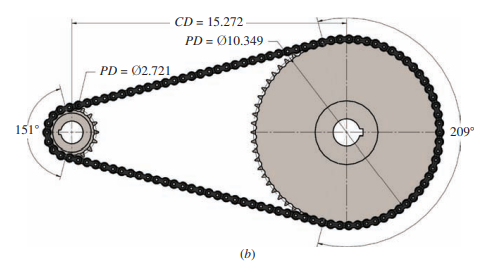 CD = 15.272
PD = Ø10.349
PD = Ø2.721
151°
209°
(b)